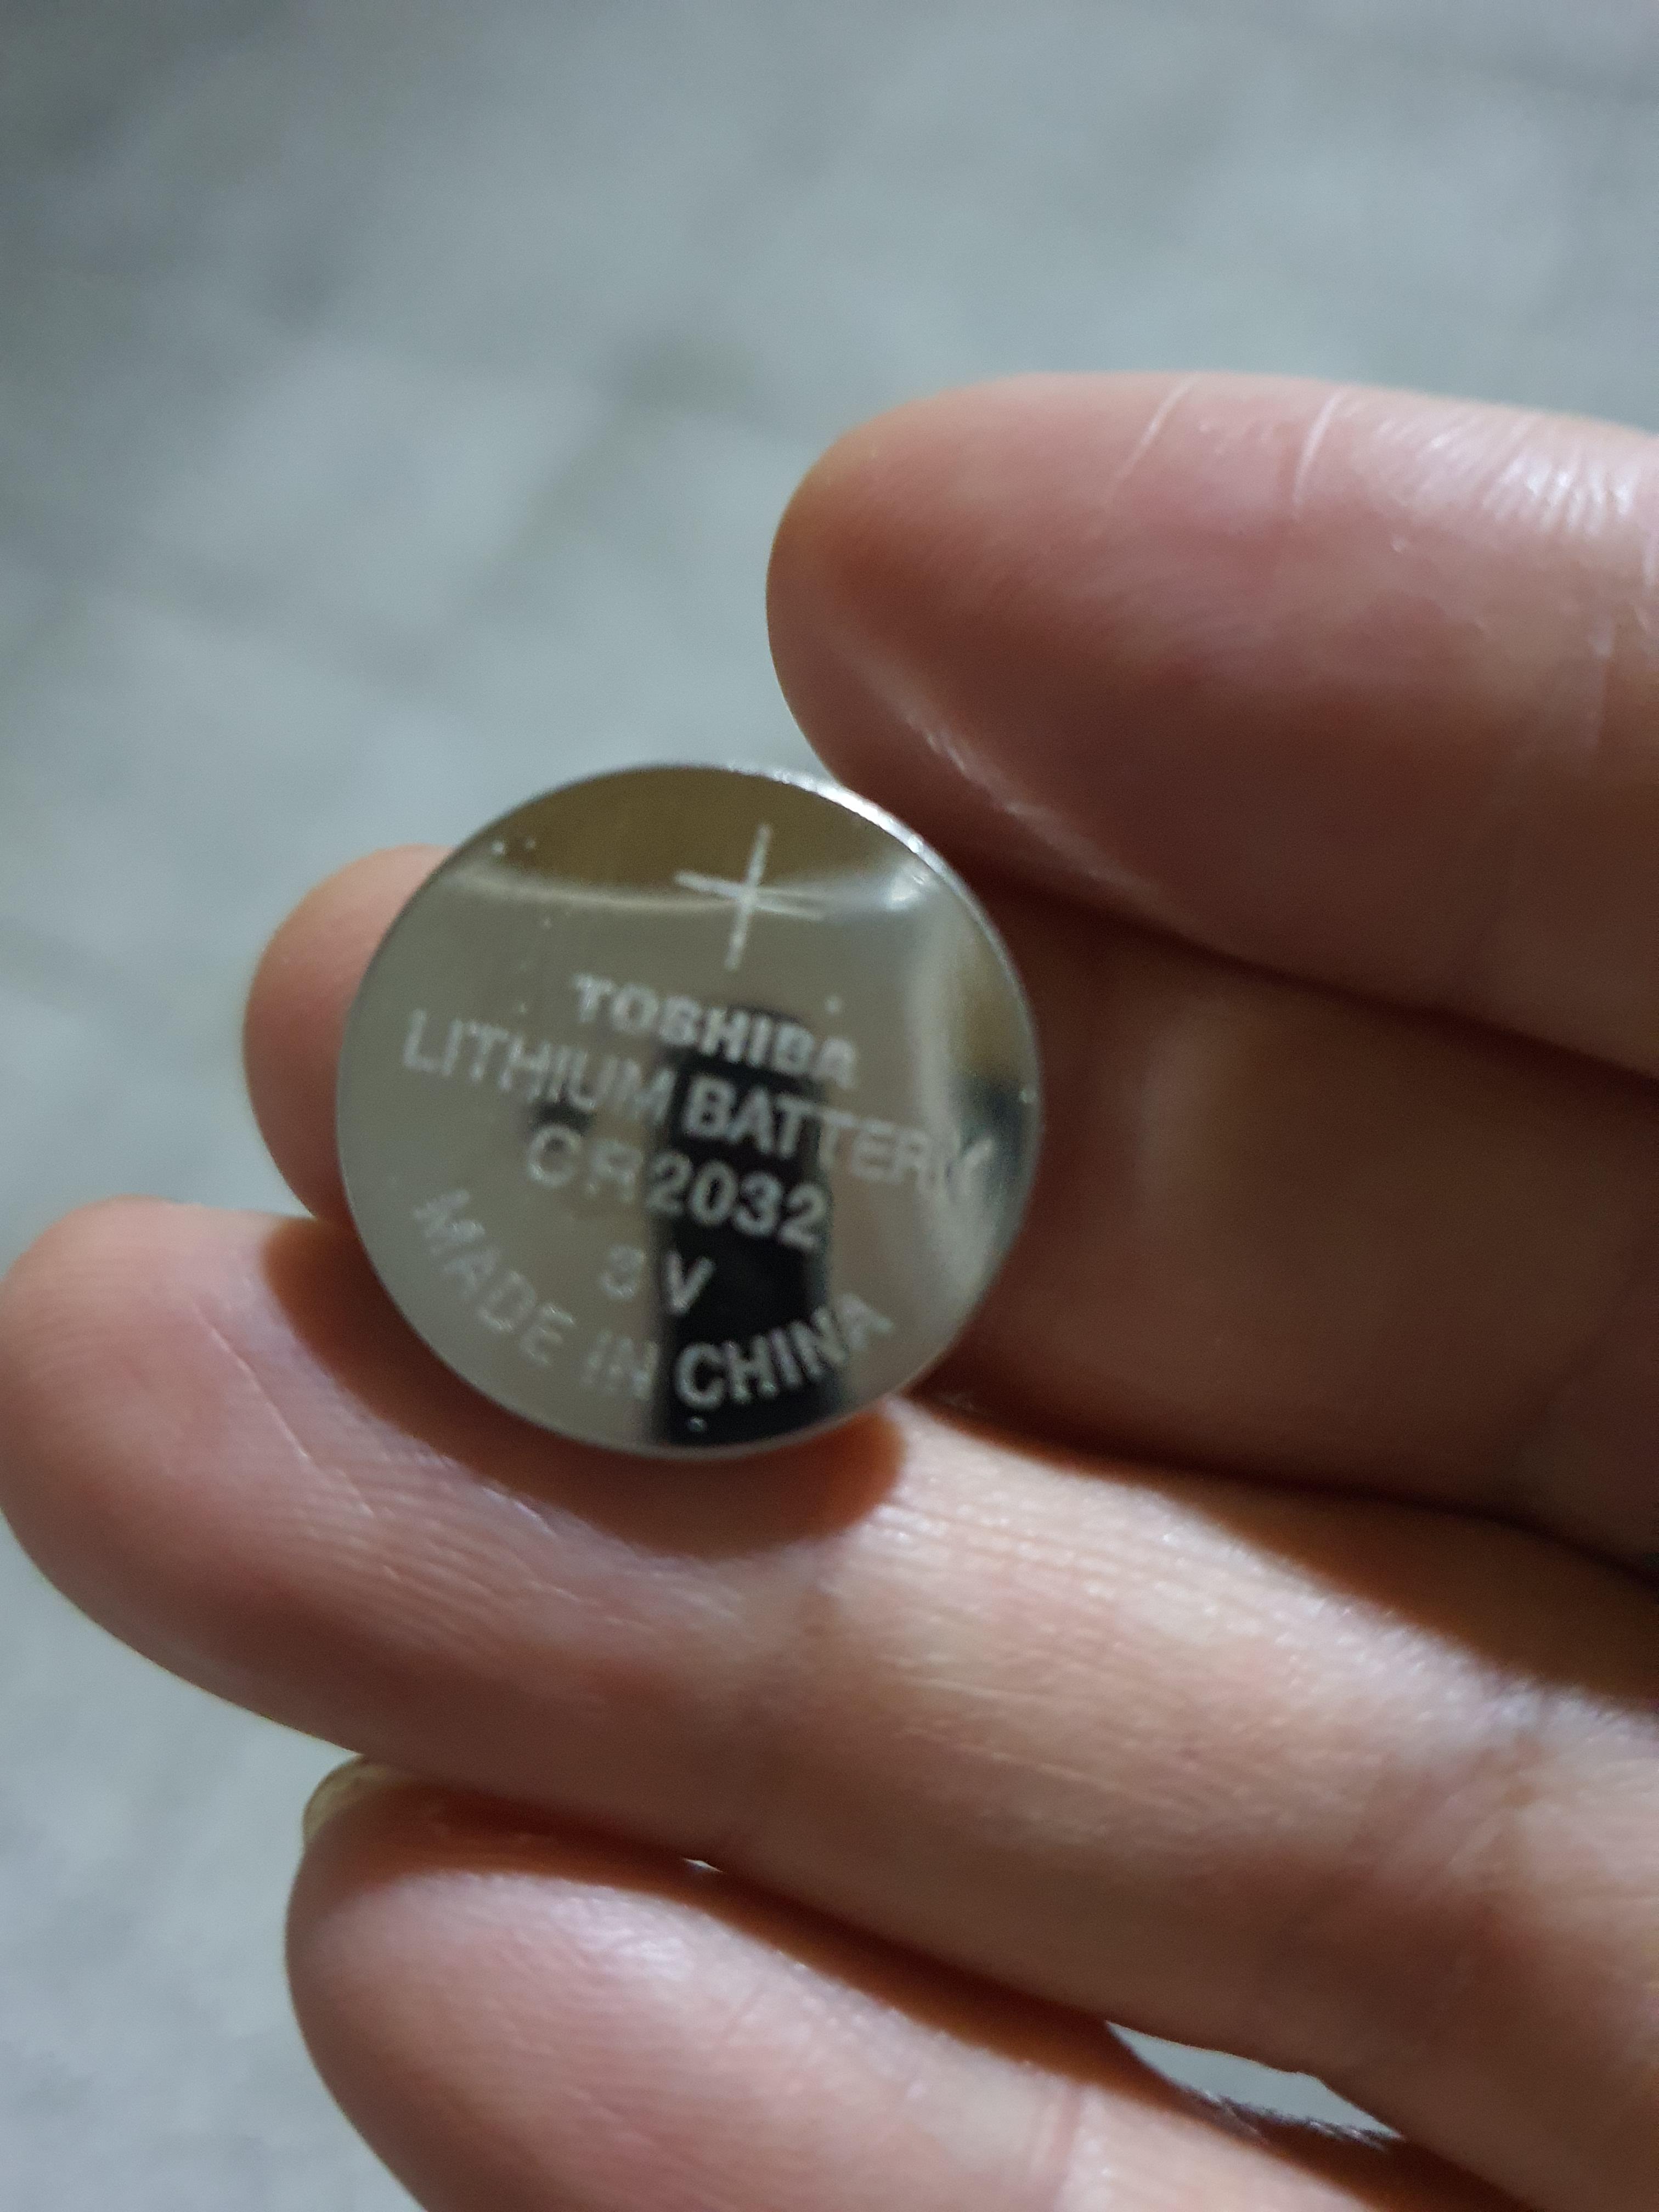 +
TOSHIBA
LITHIUM BATTERY
CR2032
3V
MADE IN CHINA